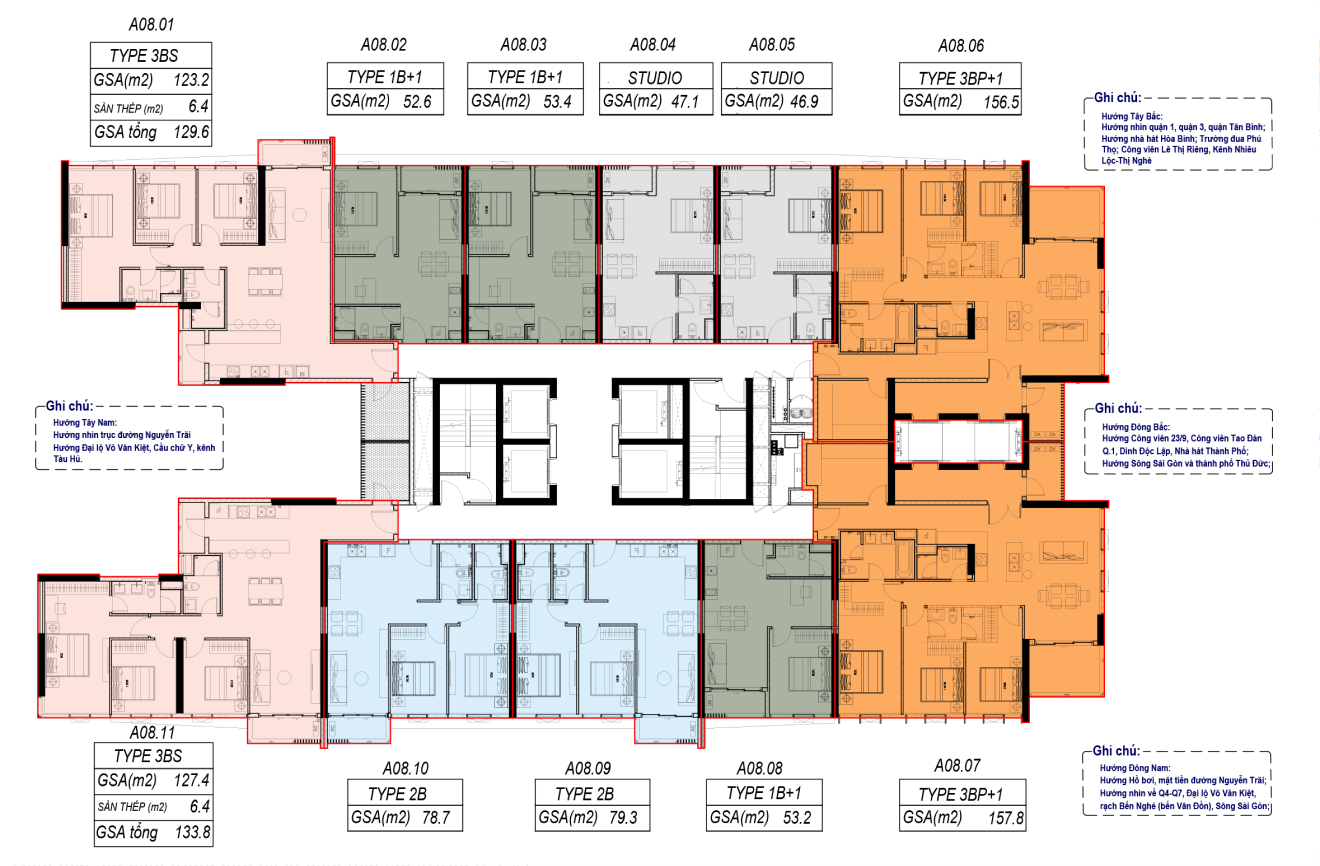 A08.01
TYPE 3BS
GSA(m2) 123.2
SÀN THÉP (m2) 6.4
GSA tổng 129.6
A08.02
TYPE 1B+1
GSA(m2) 52.6
A08.03
TYPE 1B+1
GSA(m2) 53.4
A08.04
STUDIO
GSA(m2) 47.1
A08.05
STUDIO
GSA(m2) 46.9
A08.06
TYPE 3BP+1
GSA(m2) 156.5
Ghi chú:
Hướng Tây Bắc:
Hướng nhìn quận 1, quận 3, quận Tân Bình;
Hướng nhà hát Hòa Bình; Trường đua Phú
Thọ; Công viên Lê Thị Riêng, Kênh Nhiêu
Lộc-Thị Nghè
Ghi chú:
Hướng Tây Nam:
Hướng nhìn trục đường Nguyễn Trãi
Hướng Đại lộ Võ Văn Kiệt, Cầu chữ Y, kênh
Tàu Hủ.
Ghi chú:
Hướng Đông Bắc:
Hướng Công viên 23/9, Công viên Tao Đàn
Q.1, Dinh Độc Lập, Nhà hát Thành Phố;
Hướng Sông Sài Gòn và thành phố Thủ Đức;
A08.11
TYPE 3BS
GSA(m2) 127.4
SÀN THÉP (m2) 6.4
GSA tổng 133.8
A08.10
TYPE 2B
GSA(m2) 78.7
A08.09
TYPE 2B
GSA(m2) 79.3
A08.08
TYPE 1B+1
GSA(m2) 53.2
A08.07
TYPE 3BP+1
GSA(m2) 157.8
Ghi chú:
Hướng Đông Nam:
Hướng Hồ bơi, mặt tiền đường Nguyễn Trãi;
Hướng nhìn về Q4-Q7, Đại lộ Võ Văn Kiệt,
rạch Bến Nghé (bến Vân Đồn), Sông Sài Gòn;